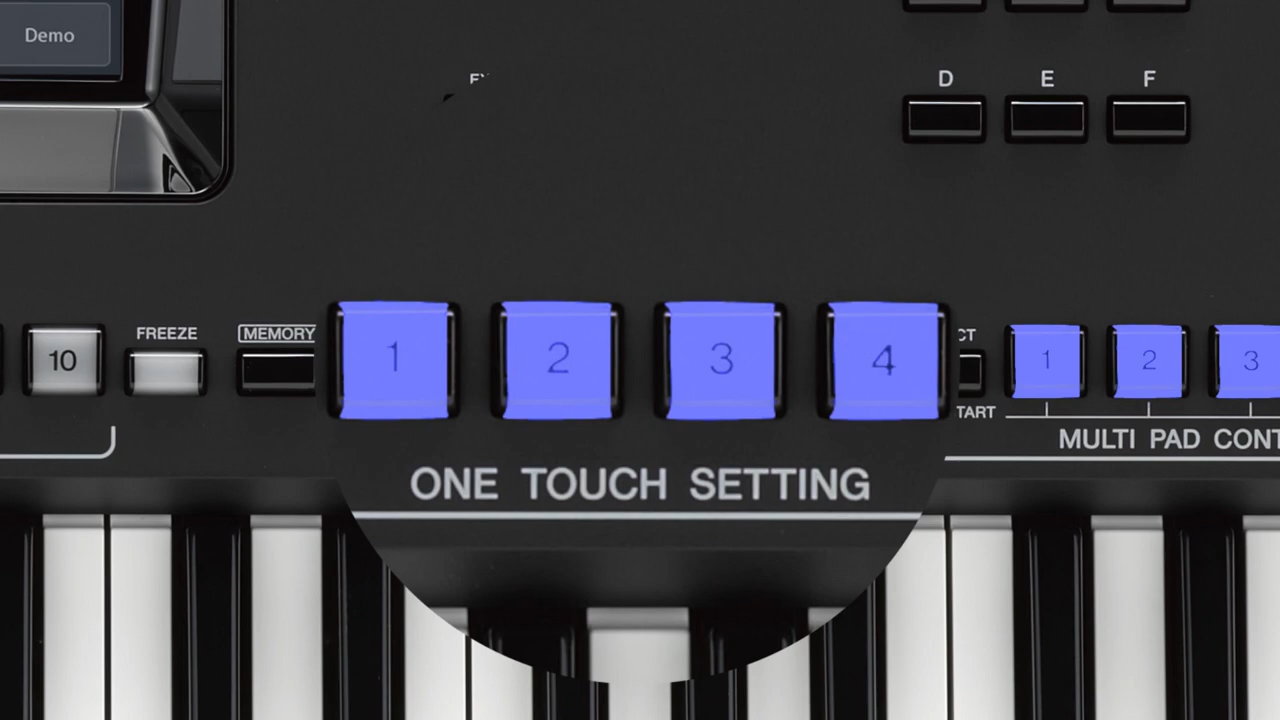 Demo
D E F
FREEZE
MEMORY
10
1 2 3 4
1 2 3
ONE TOUCH SETTING
MULTI PAD CONT